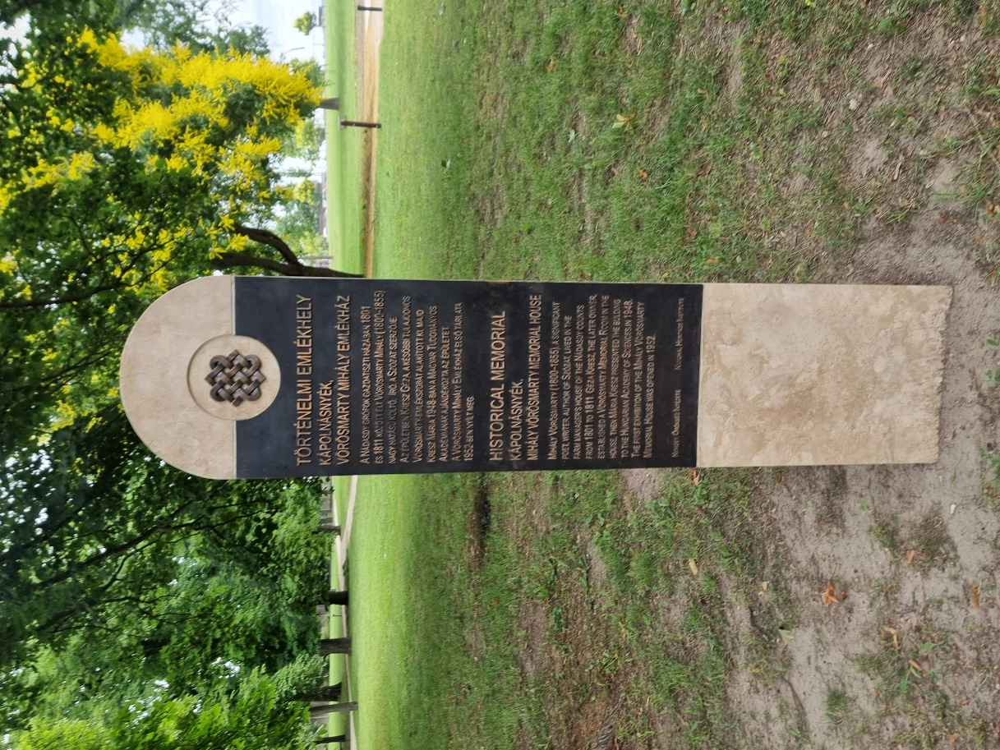 TÖRTÉNELMI EMLÉKHELY
KÁPOLNÁSNYÉK,
VÖRÖSMARTY MIHÁLY EMLÉKHÁZ
A NÁDASDY GRÓFOK GAZDATISZTI HÁZÁBAN 1801
ÉS 1811 KÖZÖTT ÉLT VÖRÖSMARTY MIHÁLY (1800-1855)
NAGY HATÁSÚ KÖLTŐ, ÍRÓ, A SZÓZAT SZERZŐJE.
AZ ÉPÜLETBEN KRESZ GÉZA, A KÉSŐBBI TULAJDONOS
VÖRÖSMARTY-EMLÉKSZOBÁT ALAKÍTOTT KI, MAJD
KRESZ MÁRIA 1948-BAN A MAGYAR TUDOMÁNYOS
AKADÉMIÁNAK AJÁNDÉKOZTA AZ ÉPÜLETET.
A VÖRÖSMARTY MIHÁLY EMLÉKHÁZ ELSŐ TÁRLATA
1952-BEN NYÍLT MEG.
HISTORICAL MEMORIAL
KÁPOLNÁSNYÉK,
MIHÁLY VÖRÖSMARTY MEMORIAL HOUSE
MIHÁLY VÖRÖSMARTY (1800-1855), A SIGNIFICANT
POET, WRITER, AUTHOR OF SZÓZAT, LIVED IN THE
FARM MANAGER'S HOUSE OF THE NÁDASDY COUNTS
FROM 1801 TO 1811. GÉZA KRESZ, THE LATER OWNER,
ESTABLISHED A VÖRÖSMARTY MEMORIAL ROOM IN THE
HOUSE, THEN MÁRIA KRESZ PRESENTED THE BUILDING
TO THE HUNGARIAN ACADEMY OF SCIENCES IN 1948.
THE FIRST EXHIBITION OF THE MIHÁLY VÖRÖSMARTY
MEMORIAL HOUSE WAS OPENED IN 1952.
NEMZETI ÖRÖKSÉG INTÉZETE NATIONAL HERITAGE INSTITUTE